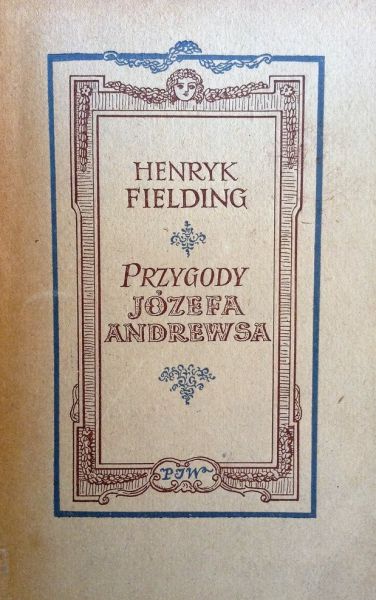 HENRYK
FIELDING
PRZYGODY
JÓZEFA
ANDREWSA
PIW